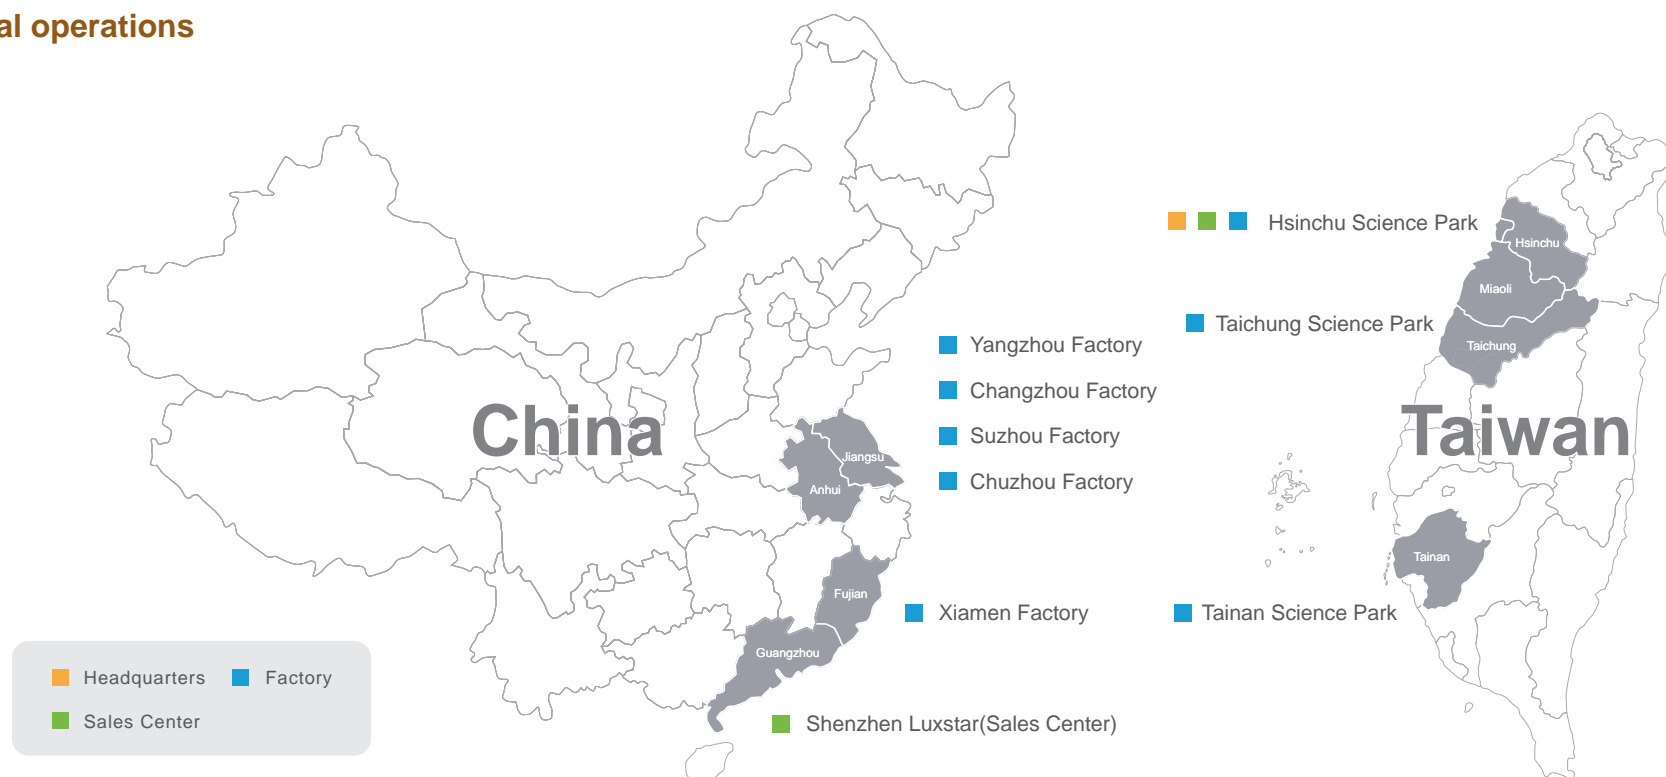 al operations
Hsinchu Science Park
Hsinchu
Miaoli
Taichung Science Park
Taichung
Yangzhou Factory
Changzhou Factory
Suzhou Factory
Chuzhou Factory
China
Taiwan
Jiangsu
Anhui
Tainan
Fujian
Xiamen Factory
Tainan Science Park
Guangzhou
Shenzhen Luxstar(Sales Center)
Headquarters
Factory
Sales Center